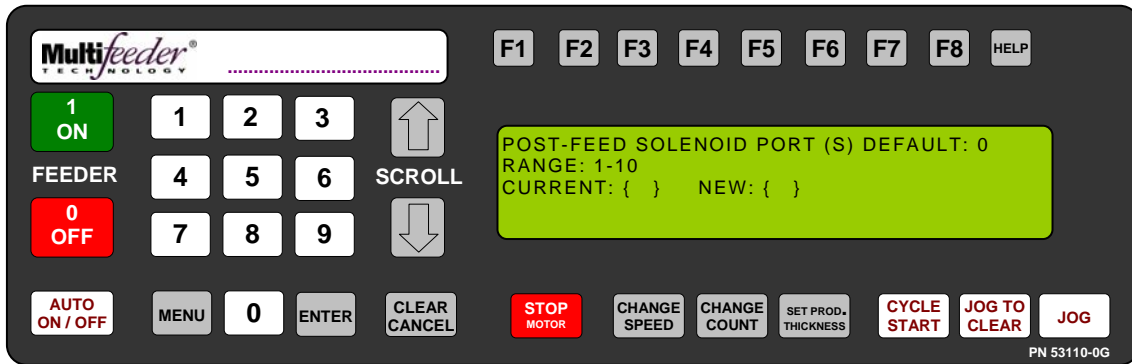 Multifeeder®
TECHNOLOGY
F1 F2 F3 F4 F5 F6 F7 F8 HELP
1
ON
FEEDER
0
OFF
1 2 3
4 5 6
7 8 9
SCROLL
POST-FEED SOLENOID PORT (S) DEFAULT: 0
RANGE: 1-10
CURRENT: { } NEW: { }
AUTO
ON / OFF
MENU
0
ENTER
CLEAR
CANCEL
STOP
MOTOR
CHANGE
SPEED
CHANGE
COUNT
SET PROD.
THICKNESS
CYCLE
START
JOG TO
CLEAR
JOG
PN 53110-0G